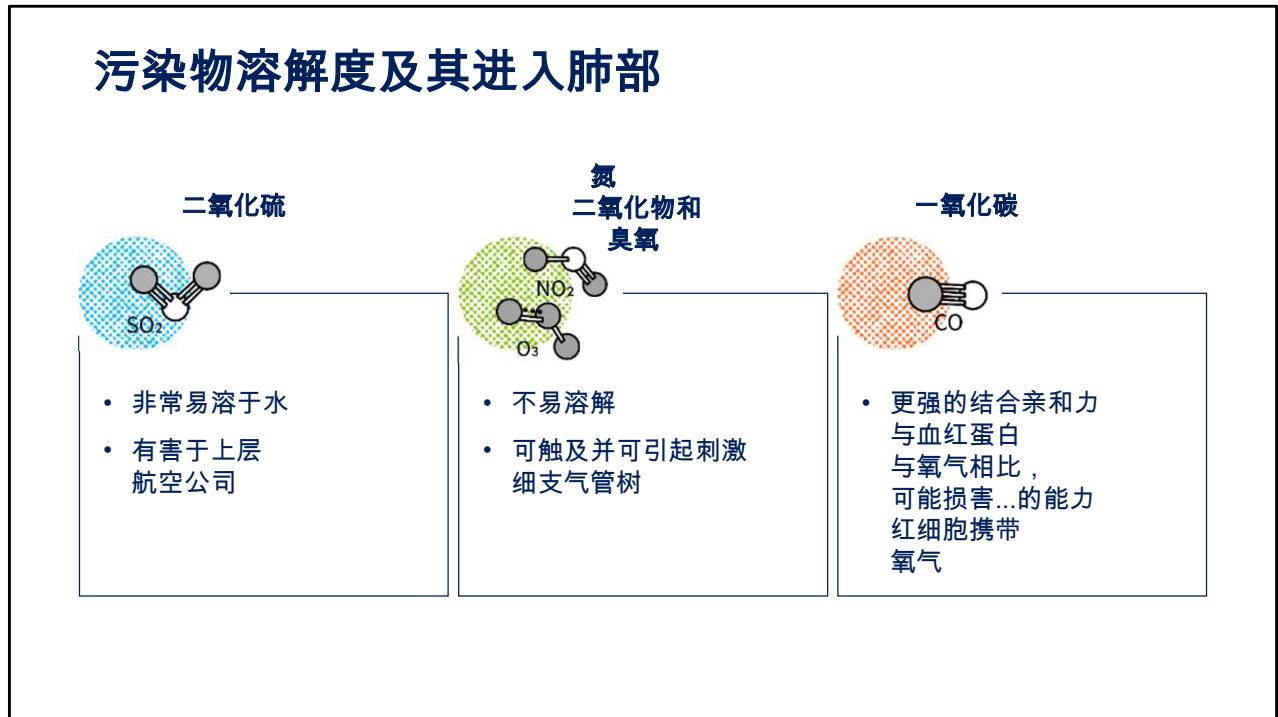 污染物溶解度及其进入肺部
二氧化硫
SO₂
• 非常易溶于水
• 有害于上层
航空公司
氮
二氧化物和
臭氧
NO₂
O₃
• 不易溶解
• 可触及并可引起刺激
细支气管树
一氧化碳
CO
• 更强的结合亲和力
与血红蛋白
与氧气相比，
可能损害...的能力
红细胞携带
氧气